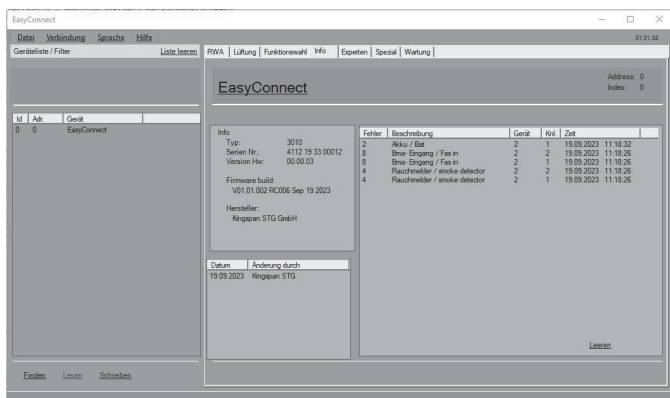 EasyConnect
Datei Verbindung Sprache Hilfe 01.01.02
Geräteliste / Filter Liste leeren
RWA Lüftung Funktionswahl Info Experten Spezial Wartung
EasyConnect
Address: 0
Index: 0
Id Adr. Gerät
0 0 EasyConnect
Info
Typ: 3010
Serien Nr.: 4112 19 33 00012
Version Hw: 00.00.03
Firmware build:
V01.01.002 RC006 Sep 19 2023
Hersteller:
Kingspan STG GmbH
Datum Änderung durch
19.09.2023 Kingspan STG
Fehler Beschreibung Gerät Knl. Zeit
2 Akku / Bat 2 1 19.09.2023 11:18:32
8 Bma- Eingang / Fas in 2 2 19.09.2023 11:18:26
8 Bma- Eingang / Fas in 2 1 19.09.2023 11:18:26
4 Rauchmelder / smoke detector 2 2 19.09.2023 11:18:26
4 Rauchmelder / smoke detector 2 1 19.09.2023 11:18:26
Leeren
Finden Lesen Schreiben